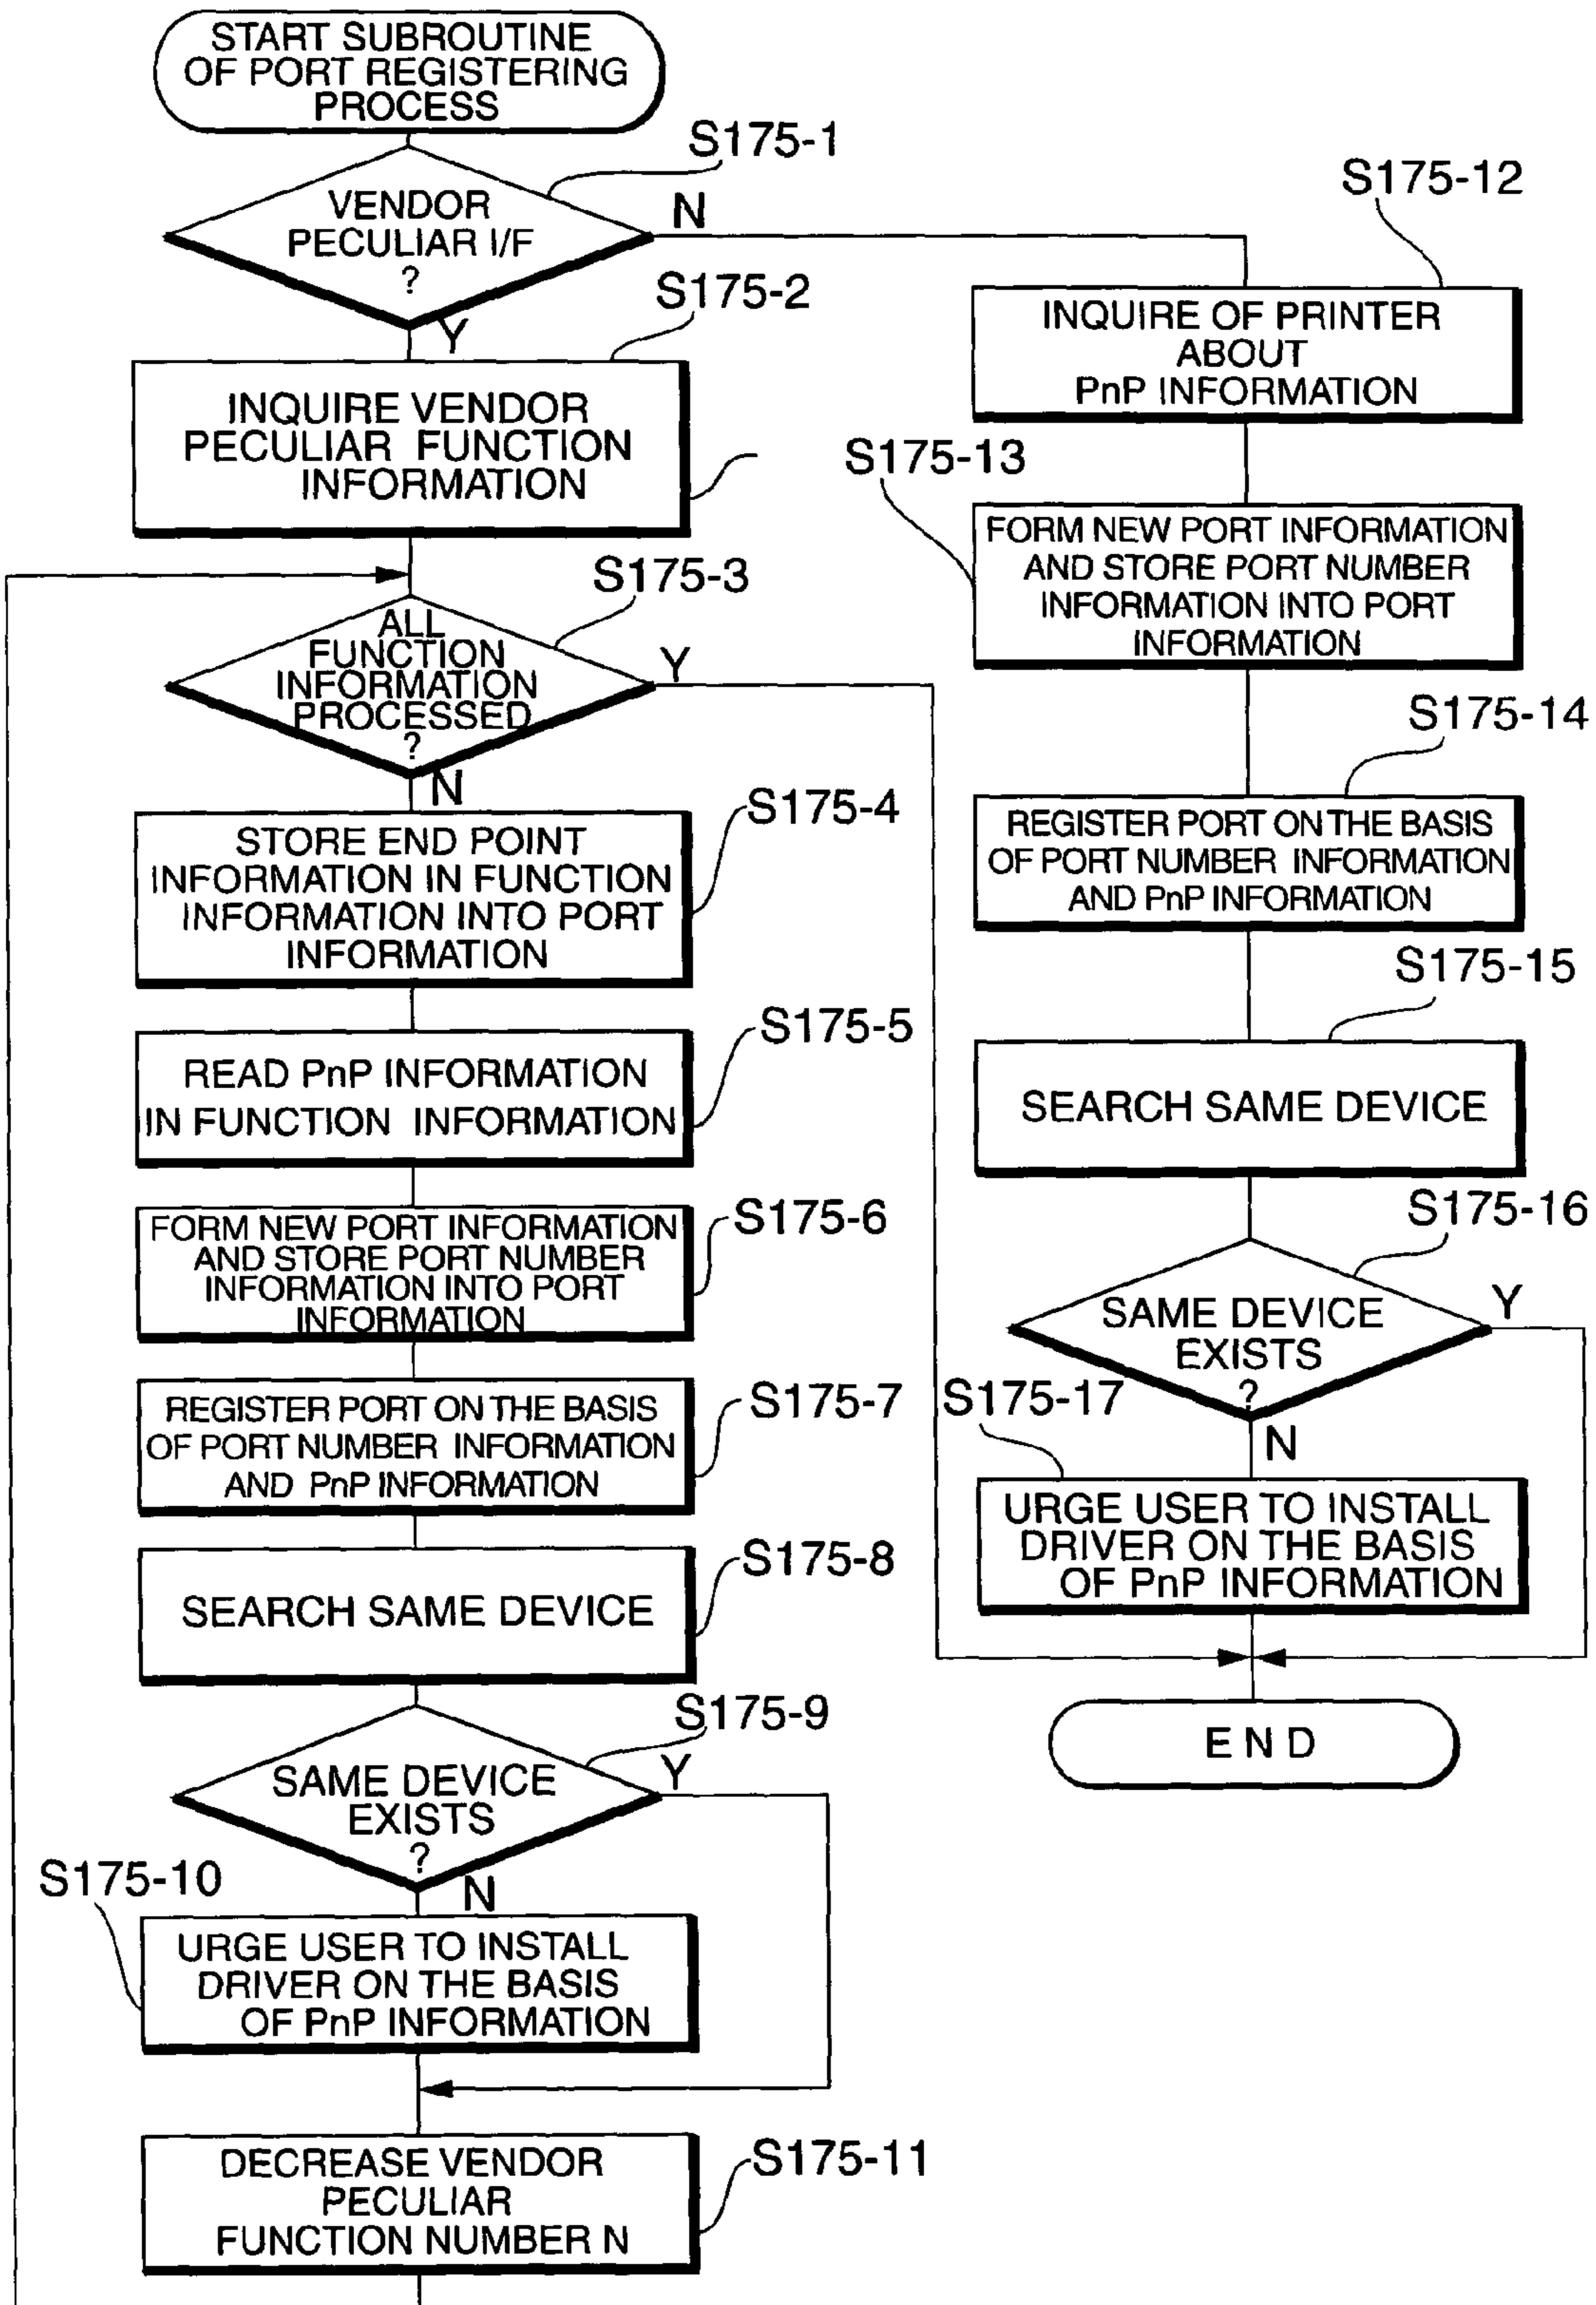 START SUBROUTINE
OF PORT REGISTERING
PROCESS
S175-1
VENDOR
PECULIAR I/F
?
N
Y
S175-2
INQUIRE VENDOR
PECULIAR FUNCTION
INFORMATION
S175-3
ALL
FUNCTION
INFORMATION
PROCESSED
?
Y
N
S175-4
STORE END POINT
INFORMATION IN FUNCTION
INFORMATION INTO PORT
INFORMATION
S175-5
READ PnP INFORMATION
IN FUNCTION INFORMATION
S175-6
FORM NEW PORT INFORMATION
AND STORE PORT NUMBER
INFORMATION INTO PORT
INFORMATION
S175-7
REGISTER PORT ON THE BASIS
OF PORT NUMBER INFORMATION
AND PnP INFORMATION
S175-8
SEARCH SAME DEVICE
S175-9
SAME DEVICE
EXISTS
?
Y
N
S175-10
URGE USER TO INSTALL
DRIVER ON THE BASIS
OF PnP INFORMATION
S175-11
DECREASE VENDOR
PECULIAR
FUNCTION NUMBER N
S175-12
INQUIRE OF PRINTER
ABOUT
PnP INFORMATION
S175-13
FORM NEW PORT INFORMATION
AND STORE PORT NUMBER
INFORMATION INTO PORT
INFORMATION
S175-14
REGISTER PORT ON THE BASIS
OF PORT NUMBER INFORMATION
AND PnP INFORMATION
S175-15
SEARCH SAME DEVICE
S175-16
SAME DEVICE
EXISTS
?
Y
N
S175-17
URGE USER TO INSTALL
DRIVER ON THE BASIS
OF PnP INFORMATION
END